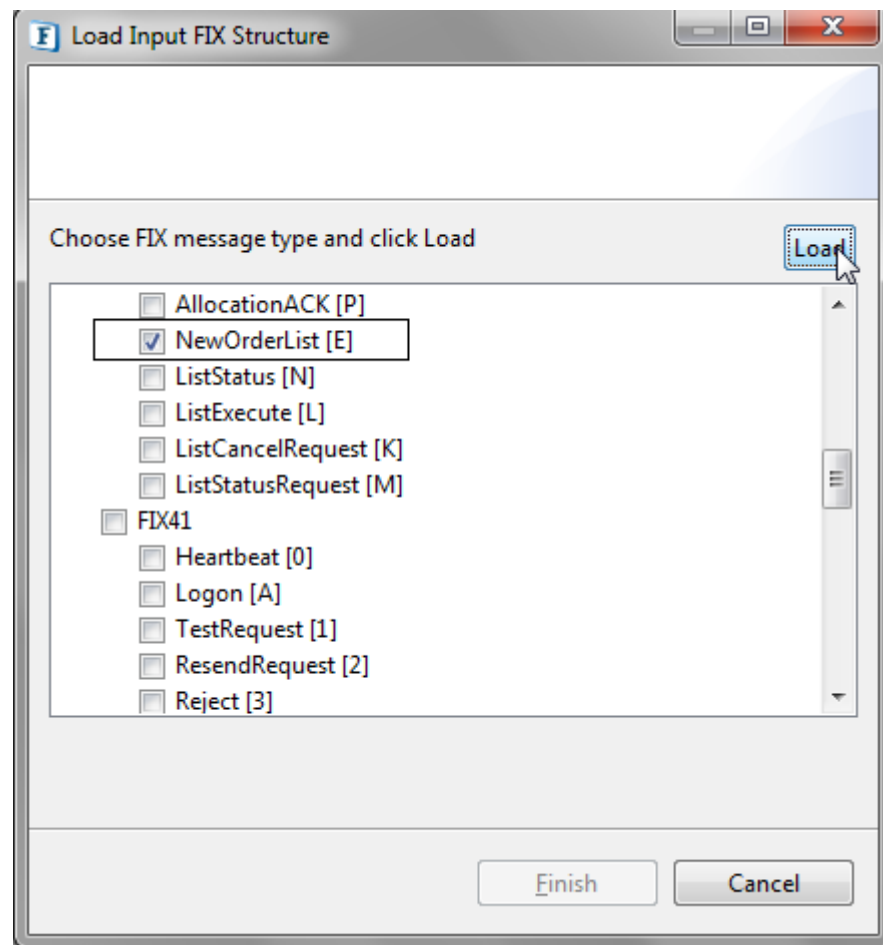 Load Input FIX Structure
Choose FIX message type and click Load
Load
AllocationACK [P]
NewOrderList [E]
ListStatus [N]
ListExecute [L]
ListCancelRequest [K]
ListStatusRequest [M]
FIX41
Heartbeat [0]
Logon [A]
TestRequest [1]
ResendRequest [2]
Reject [3]
Finish
Cancel